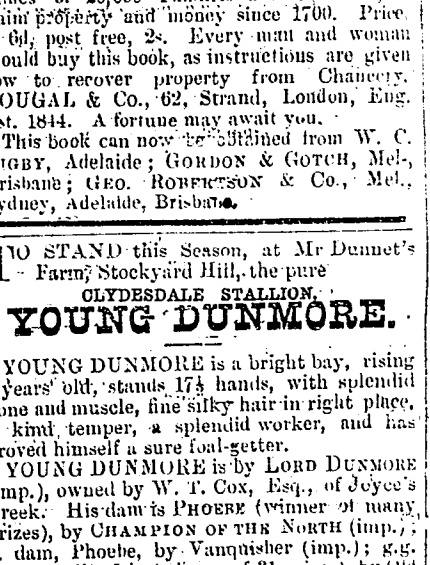 aim property and money since 1700. Price
6d, post free, 2s. Every man and woman
ould buy this book, as instructions are given
ow to recover property from Chancery.
OUGAL & Co., 62, Strand, London, Eng.
st. 1844. A fortune may await you.
This book can now be obtained from W. C.
IGBY, Adelaide; GORDON & GOTCH, Mel-,
risbane; GEO. ROBERTSON & Co., Mel.,
ydney, Adelaide, Brisbane.
TO STAND this Season, at Mr Dunnet's
Farm, Stockyard Hill, the pure
CLYDESDALE STALLION,
YOUNG DUNMORE.
YOUNG DUNMORE is a bright bay, rising
years old, stands 17½ hands, with splendid
one and muscle, fine silky hair in right place,
kind temper, a splendid worker, and has
roved himself a sure foal-getter.
YOUNG DUNMORE is by LORD DUNMORE
mp.), owned by W. T. Cox, Esq., of Joyce's
reek. His dam is PHOEBE (winner of many
rizes), by CHAMPION OF THE NORTH (imp.);
dam, Phoebe, by Vanquisher (imp.); g.g.